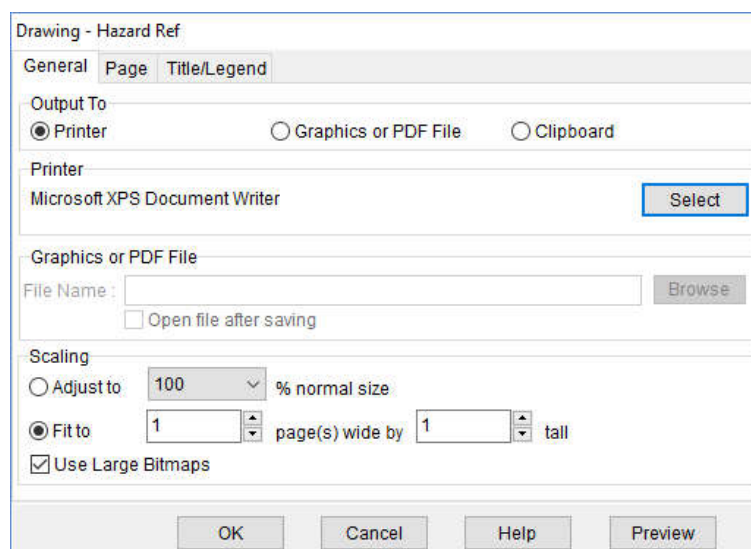 Drawing - Hazard Ref
General Page Title/Legend
Output To
Printer Graphics or PDF File Clipboard
Printer
Microsoft XPS Document Writer Select
Graphics or PDF File
File Name : Browse
Open file after saving
Scaling
Adjust to 100 % normal size
Fit to 1 page(s) wide by 1 tall
Use Large Bitmaps
OK Cancel Help Preview